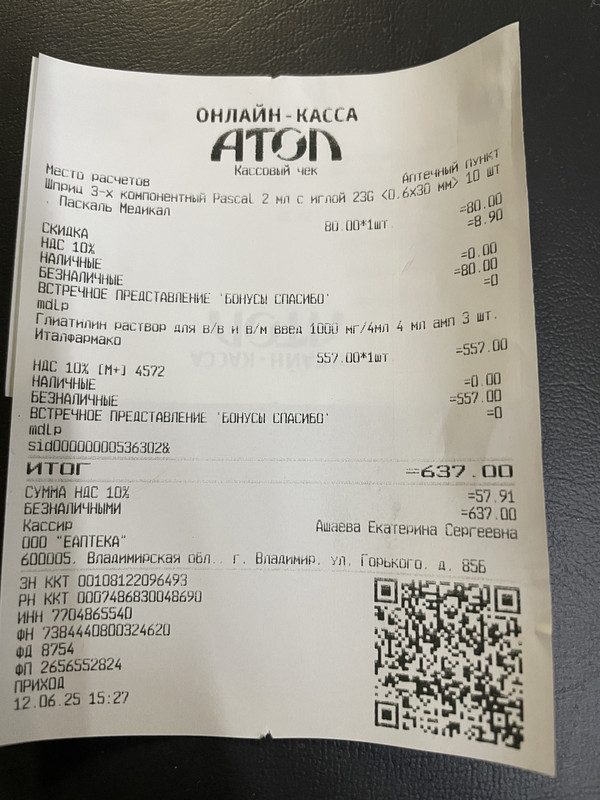 ОНЛАЙН-КАССА
АТОЛ
Кассовый чек
Место расчетов Аптечный пункт
Шприц 3-х компонентный Pascal 2 мл с иглой 23G <0.6x30 мм> 10 шт
. Паскаль Медикал
80.00*1шт. =80.00
СКИДКА =8.90
НДС 10%
НАЛИЧНЫЕ =0.00
БЕЗНАЛИЧНЫЕ =80.00
ВСТРЕЧНОЕ ПРЕДСТАВЛЕНИЕ 'БОНУСЫ СПАСИБО' =0
mdlp
Глиатилин раствор для в/в и в/м введ 1000 мг/4мл 4 мл амп 3 шт.
Италфармако
557.00*1шт. =557.00
НДС 10% [М+] 4572
НАЛИЧНЫЕ =0.00
БЕЗНАЛИЧНЫЕ =557.00
ВСТРЕЧНОЕ ПРЕДСТАВЛЕНИЕ 'БОНУСЫ СПАСИБО' =0
mdlp
sid0000000005363028&
ИТОГ =637.00
СУММА НДС 10% =57.91
БЕЗНАЛИЧНЫМИ =637.00
Кассир Ашаева Екатерина Сергеевна
ООО "ЕАПТЕКА"
600005, Владимирская обл., г. Владимир, ул. Горького, д. 85Б
ЗН ККТ 00108122096493
РН ККТ 0007486830048690
ИНН 7704865540
ФН 7384440800324620
ФД 8754
ФП 2656552824
ПРИХОД
12.06.25 15:27